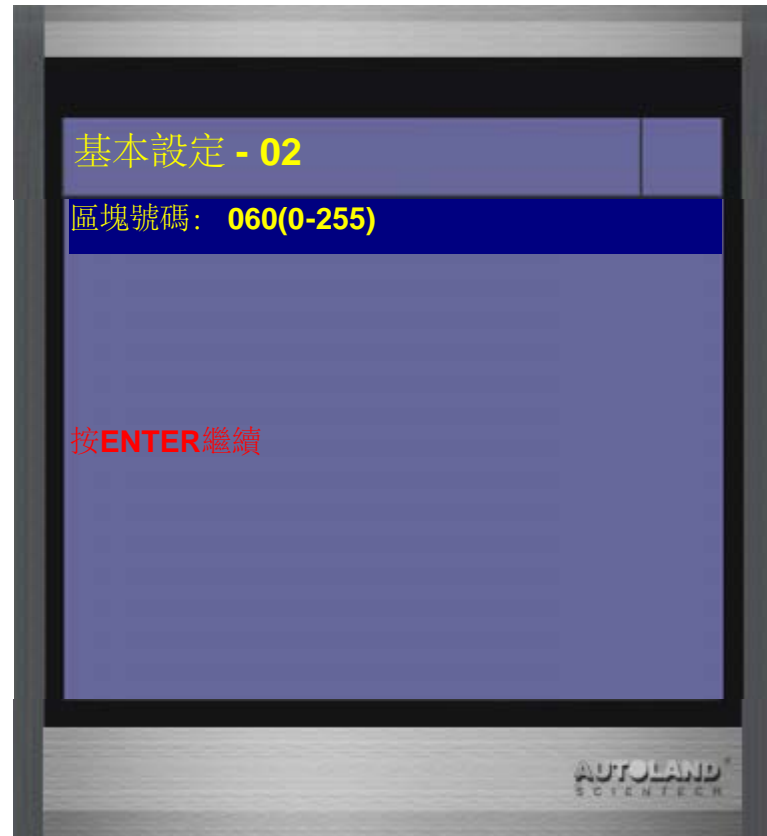 基本設定 - 02
區塊號碼： 060(0-255)
按ENTER繼續
AUTOLAND
SCIENTECH